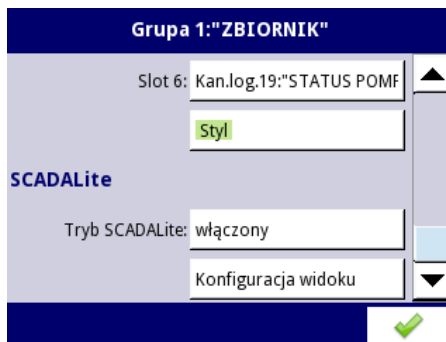 Grupa 1:"ZBIORNIK"
Slot 6: Kan.log.19:"STATUS POMP
Styl
SCADALite
Tryb SCADALite: włączony
Konfiguracja widoku